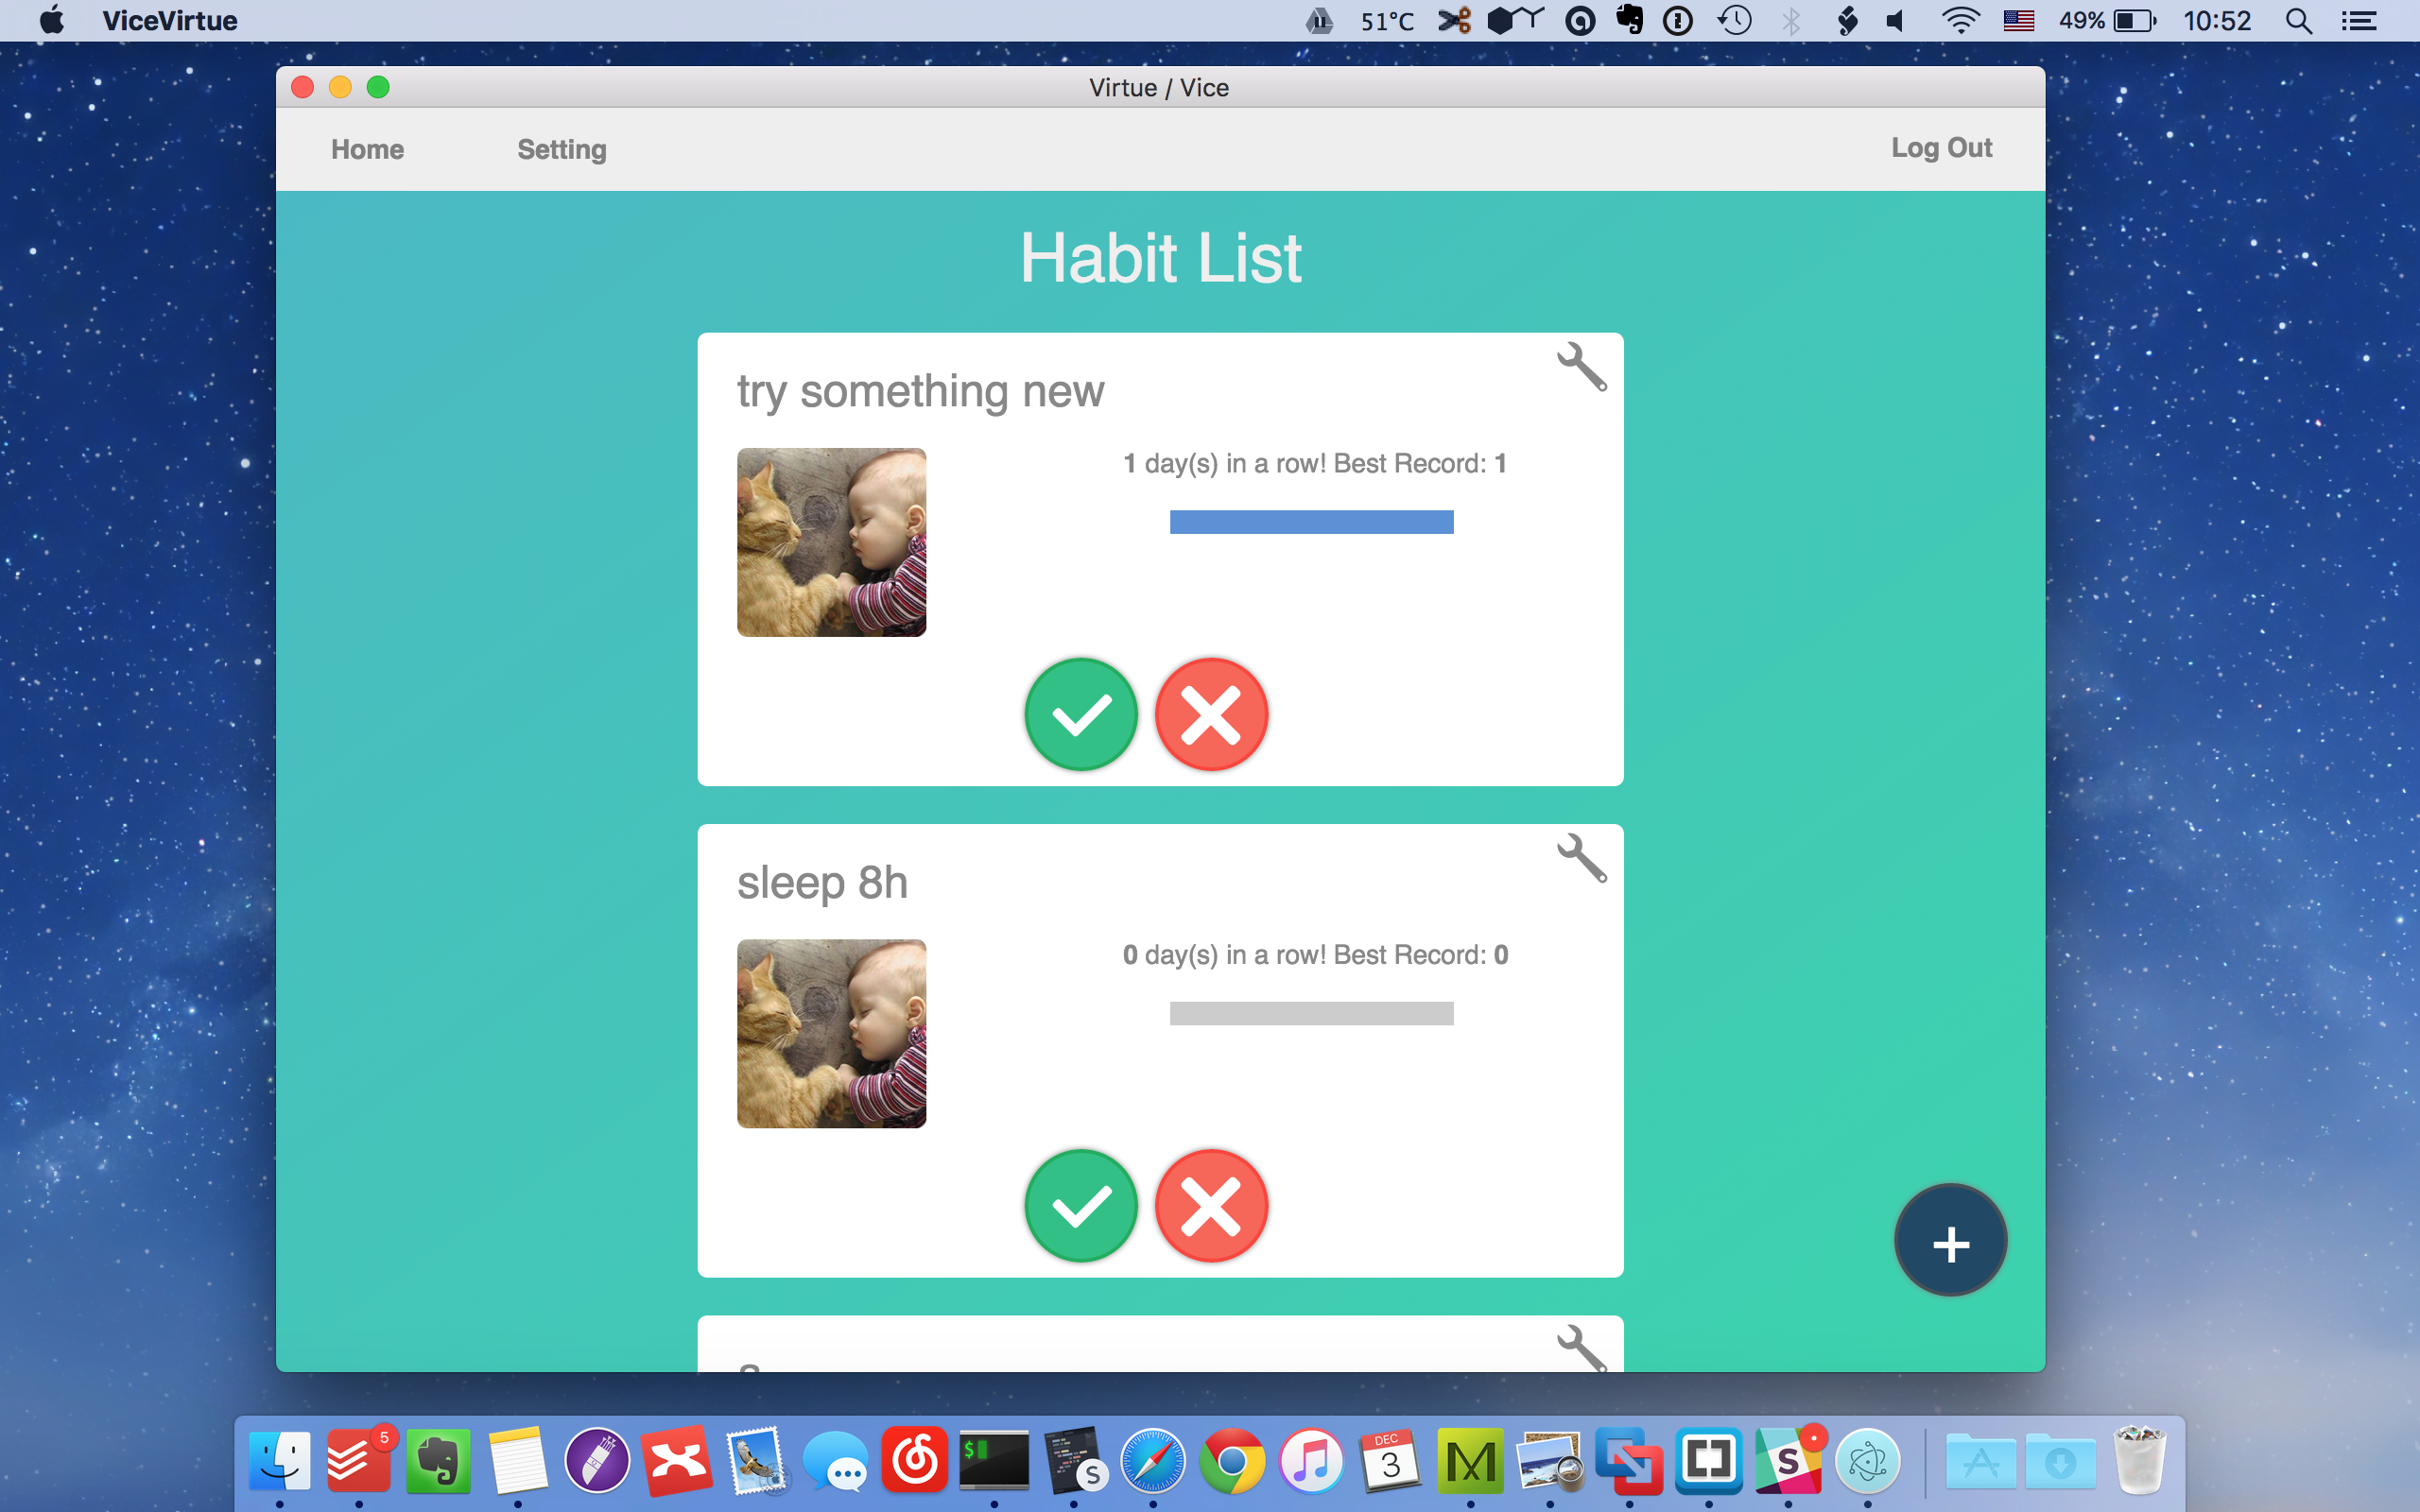 ViceVirtue
51°C
49%
10:52
Virtue / Vice
Home
Setting
Log Out
Habit List
try something new
1 day(s) in a row! Best Record: 1
sleep 8h
0 day(s) in a row! Best Record: 0
5
$
S
DEC
3
M
S